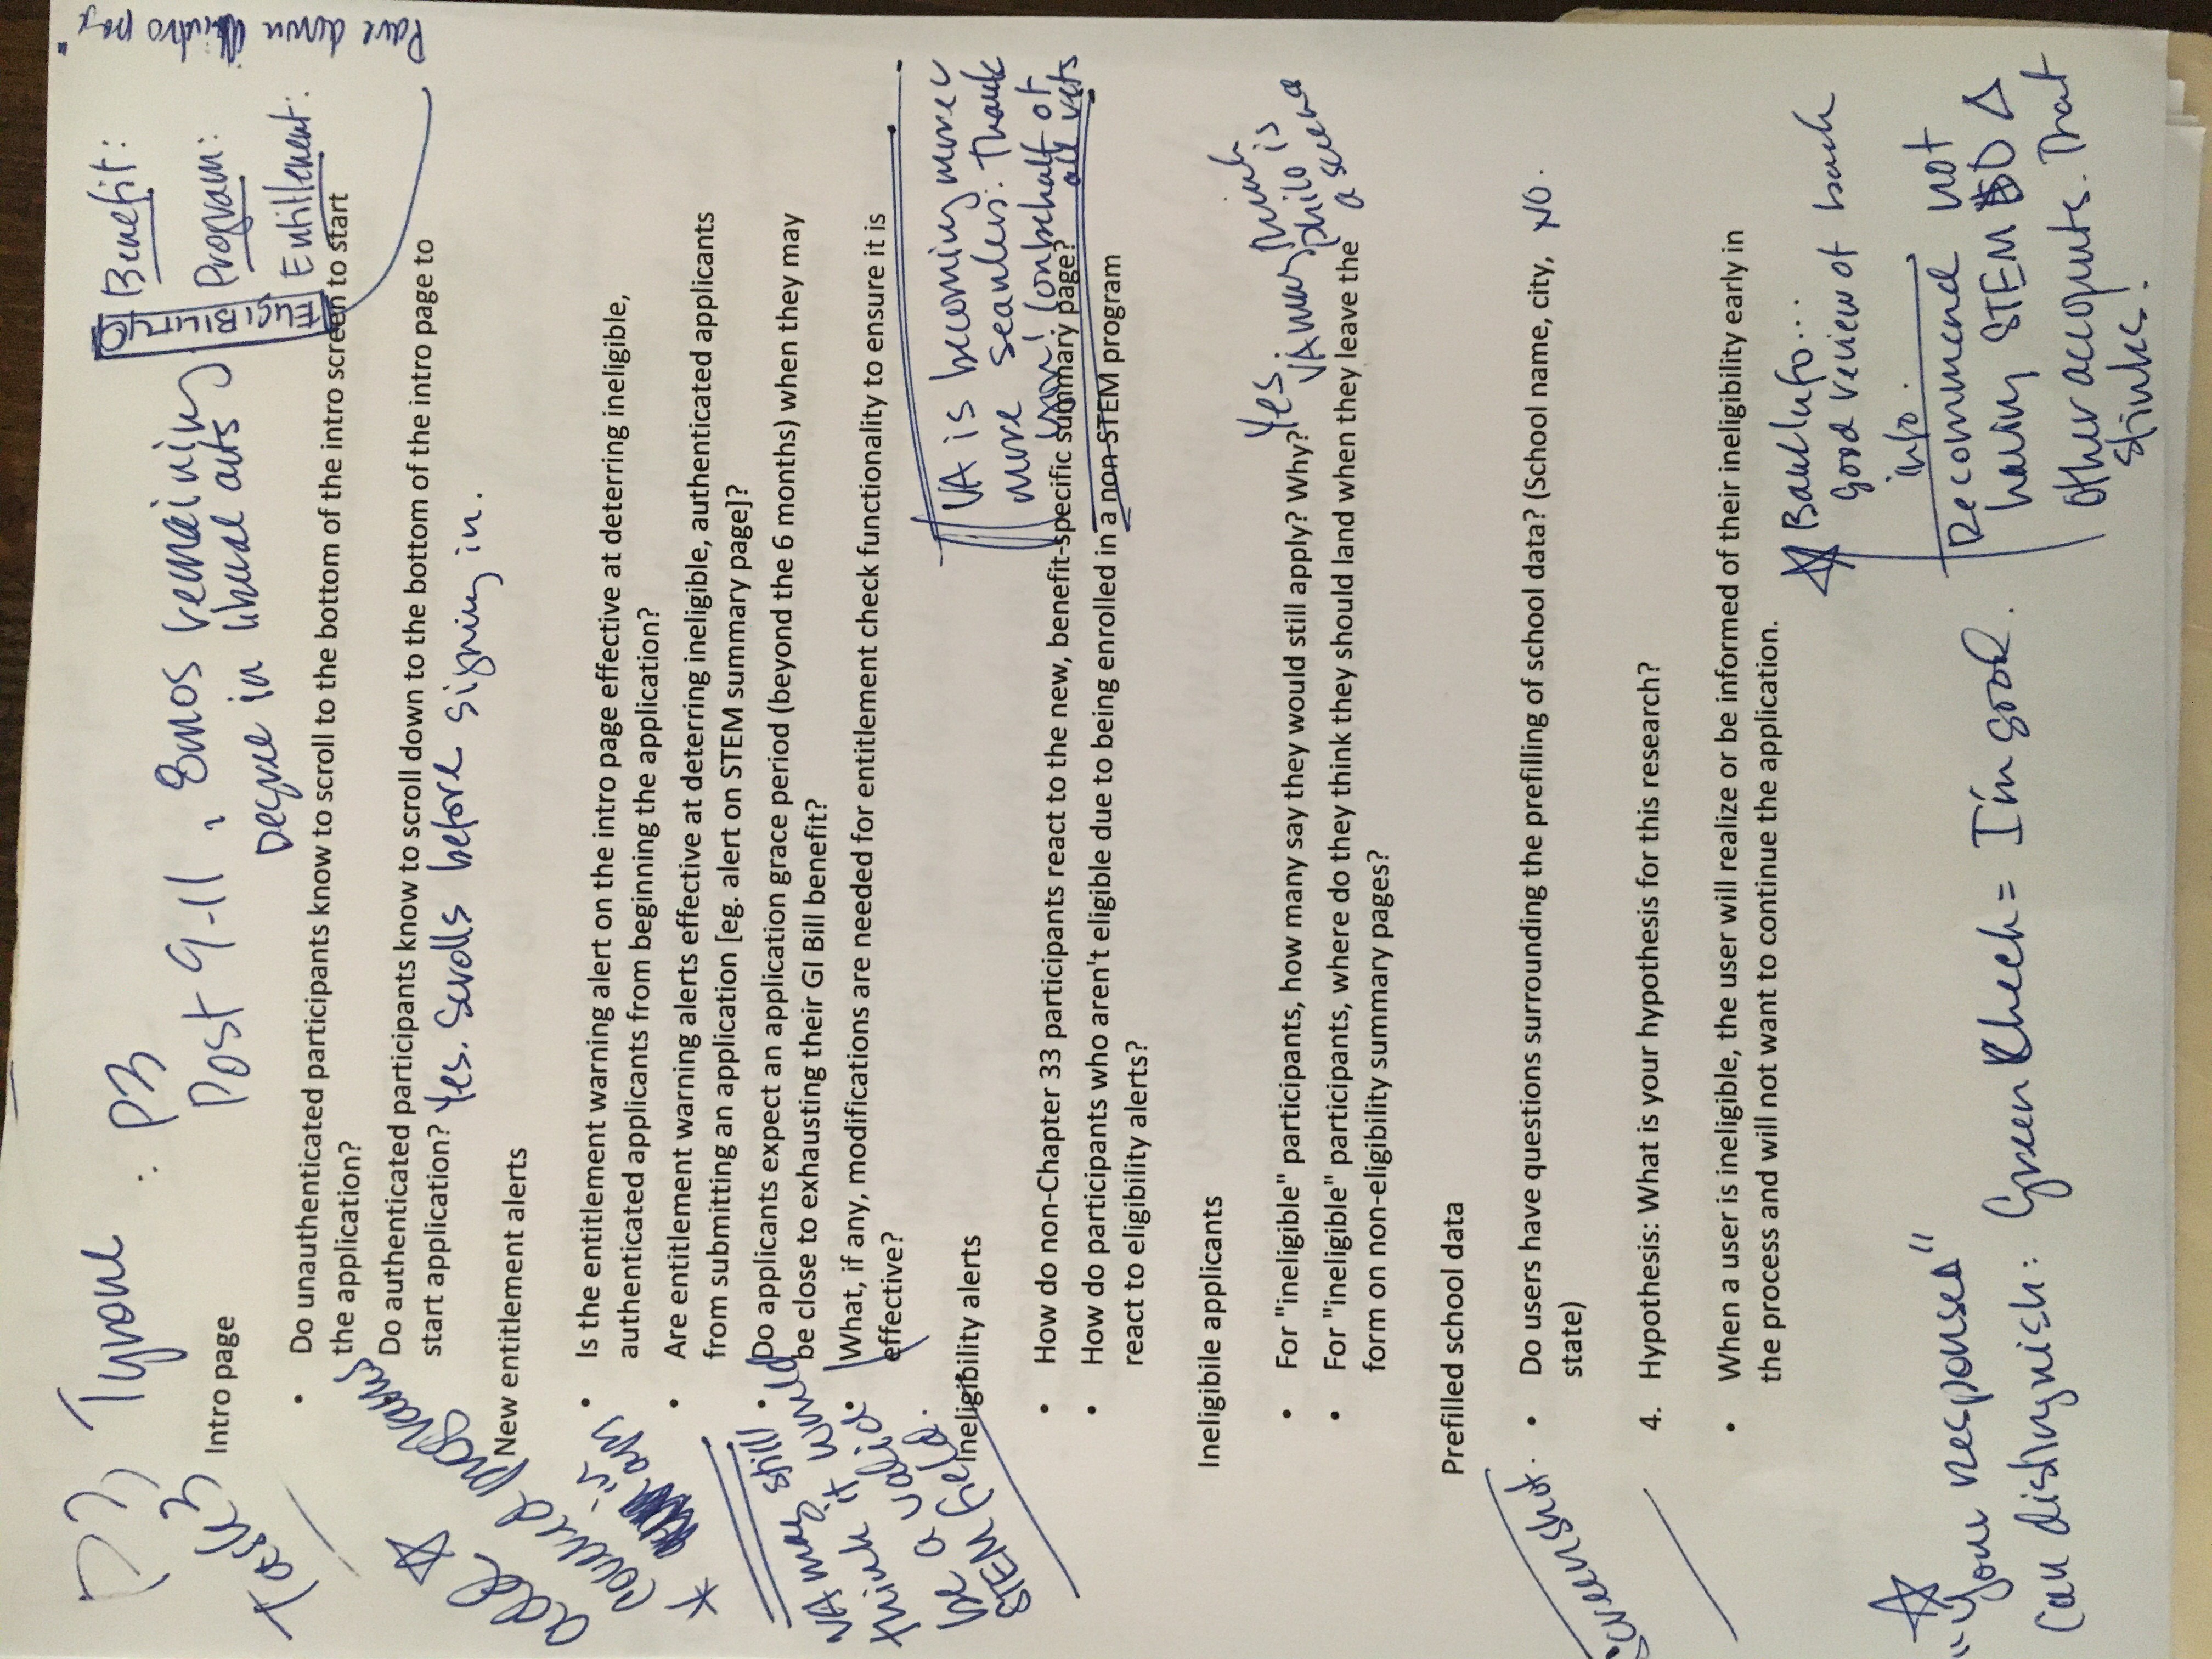 P3 Tyrone : P3
Task 3
Post 9-11, 8mos remaining
Degree in liberal arts
Benefit:
Program:
Entitlement:
ELIGIBILITY
Pare down intro page"
Intro page
• Do unauthenticated participants know to scroll to the bottom of the intro screen to start
the application?
• Do authenticated participants know to scroll down to the bottom of the intro page to
start application? Yes. Scrolls before signing in.
New entitlement alerts
• Is the entitlement warning alert on the intro page effective at deterring ineligible,
authenticated applicants from beginning the application?
• Are entitlement warning alerts effective at deterring ineligible, authenticated applicants
from submitting an application [eg. alert on STEM summary page]?
• Do applicants expect an application grace period (beyond the 6 months) when they may
be close to exhausting their GI Bill benefit?
• What, if any, modifications are needed for entitlement check functionality to ensure it is
effective?
add
covid
still
VA may
think it would
be a valid
STEM field.
VA is becoming more
more seamless. Thank
you! (on behalf of
all vets
Ineligibility alerts
• How do non-Chapter 33 participants react to the new, benefit-specific summary page?
• How do participants who aren't eligible due to being enrolled in a non-STEM program
react to eligibility alerts?
Ineligibile applicants
• For "ineligible" participants, how many say they would still apply? Why? Yes.
VA may think
philo is
a science
• For "ineligible" participants, where do they think they should land when they leave the
form on non-eligibility summary pages?
Prefilled school data
• Do users have questions surrounding the prefilling of school data? (School name, city,
state)
NO.
Screenshot.
4. Hypothesis: What is your hypothesis for this research?
• When a user is ineligible, the user will realize or be informed of their ineligibility early in
the process and will not want to continue the application.
Bank Info...
good review of bank
info.
Recommend not
having STEM
other accounts. That
stinks.
"your responses"
Can distinguish: Green Check = I'm good.